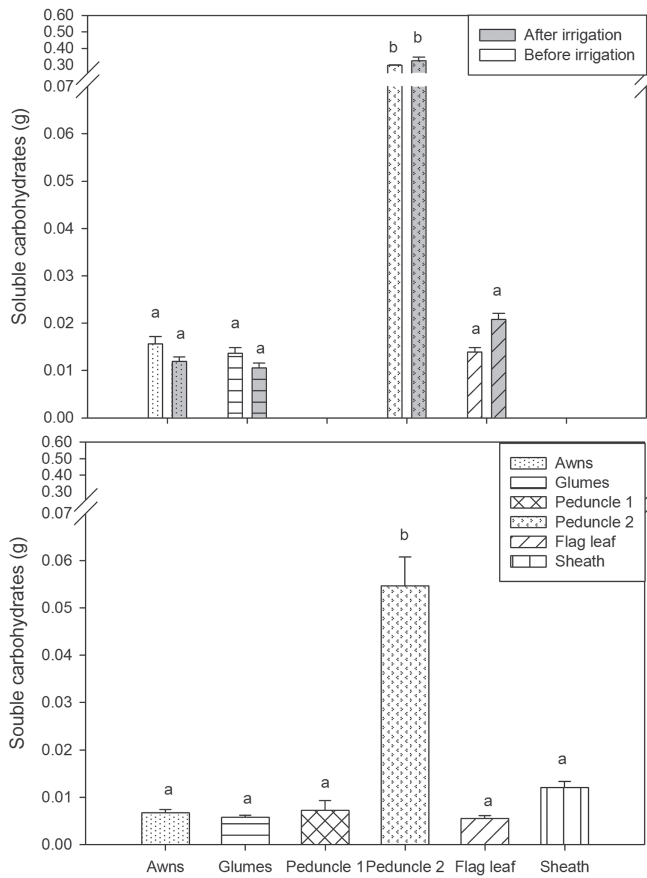 0.60
0.50
0.40
0.30
0.07
0.06
0.05
0.04
0.03
0.02
0.01
0.00
Soluble carbohydrates (g)
After irrigation
Before irrigation
a
a
a
a
b
b
a
a
0.60
0.50
0.40
0.30
0.07
0.06
0.05
0.04
0.03
0.02
0.01
0.00
Souble carbohydrates (g)
Awns
Glumes
Peduncle 1
Peduncle 2
Flag leaf
Sheath
a
a
a
b
a
a
Awns Glumes Peduncle 1 Peduncle 2 Flag leaf Sheath